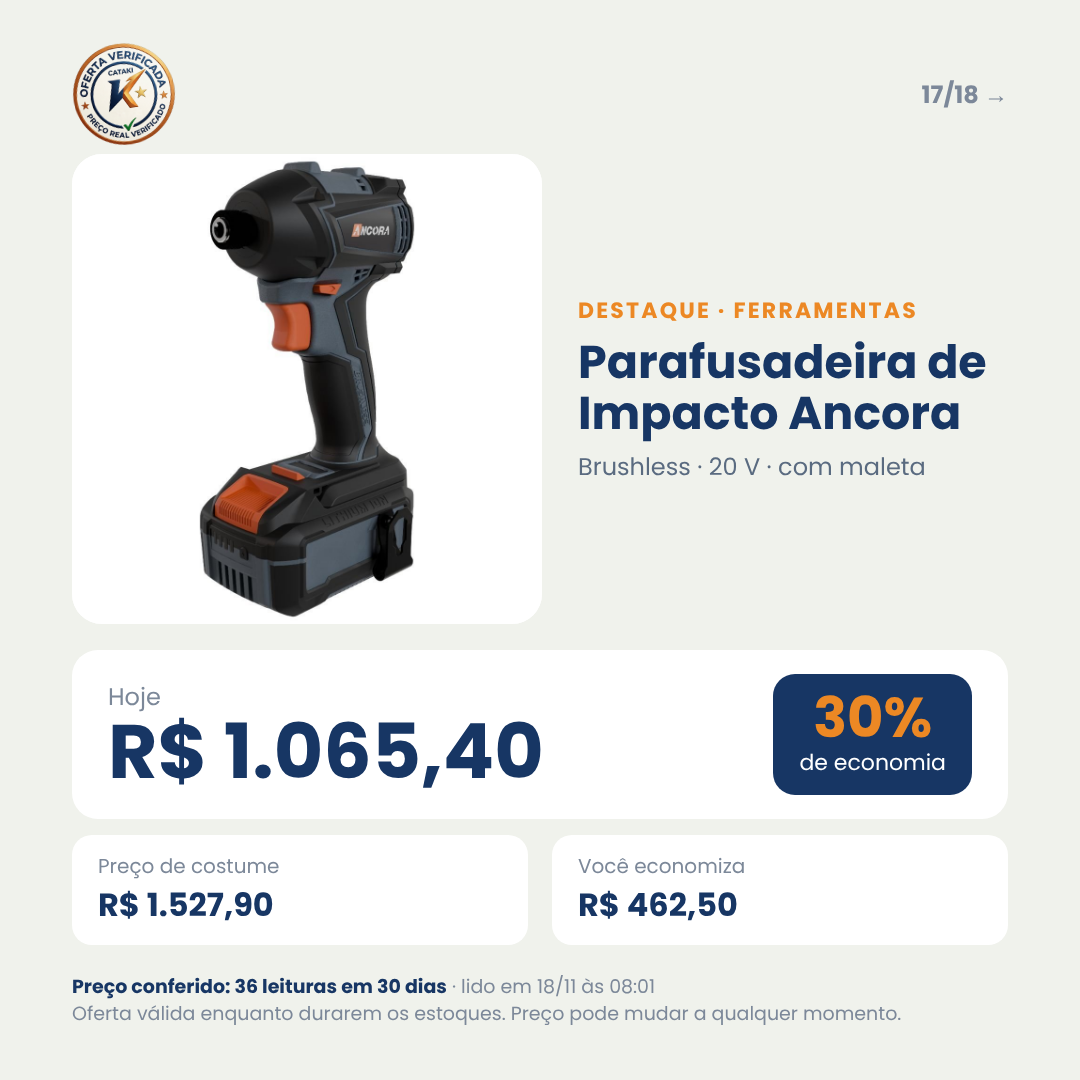 OFERTA VERIFICADA
CATAKI
PREÇO REAL VERIFICADO
17/18 →
ANCORA
DESTAQUE · FERRAMENTAS
Parafusadeira de
Impacto Ancora
Brushless · 20 V · com maleta
Hoje
R$ 1.065,40
30%
de economia
Preço de costume
R$ 1.527,90
Você economiza
R$ 462,50
Preço conferido: 36 leituras em 30 dias · lido em 18/11 às 08:01
Oferta válida enquanto durarem os estoques. Preço pode mudar a qualquer momento.